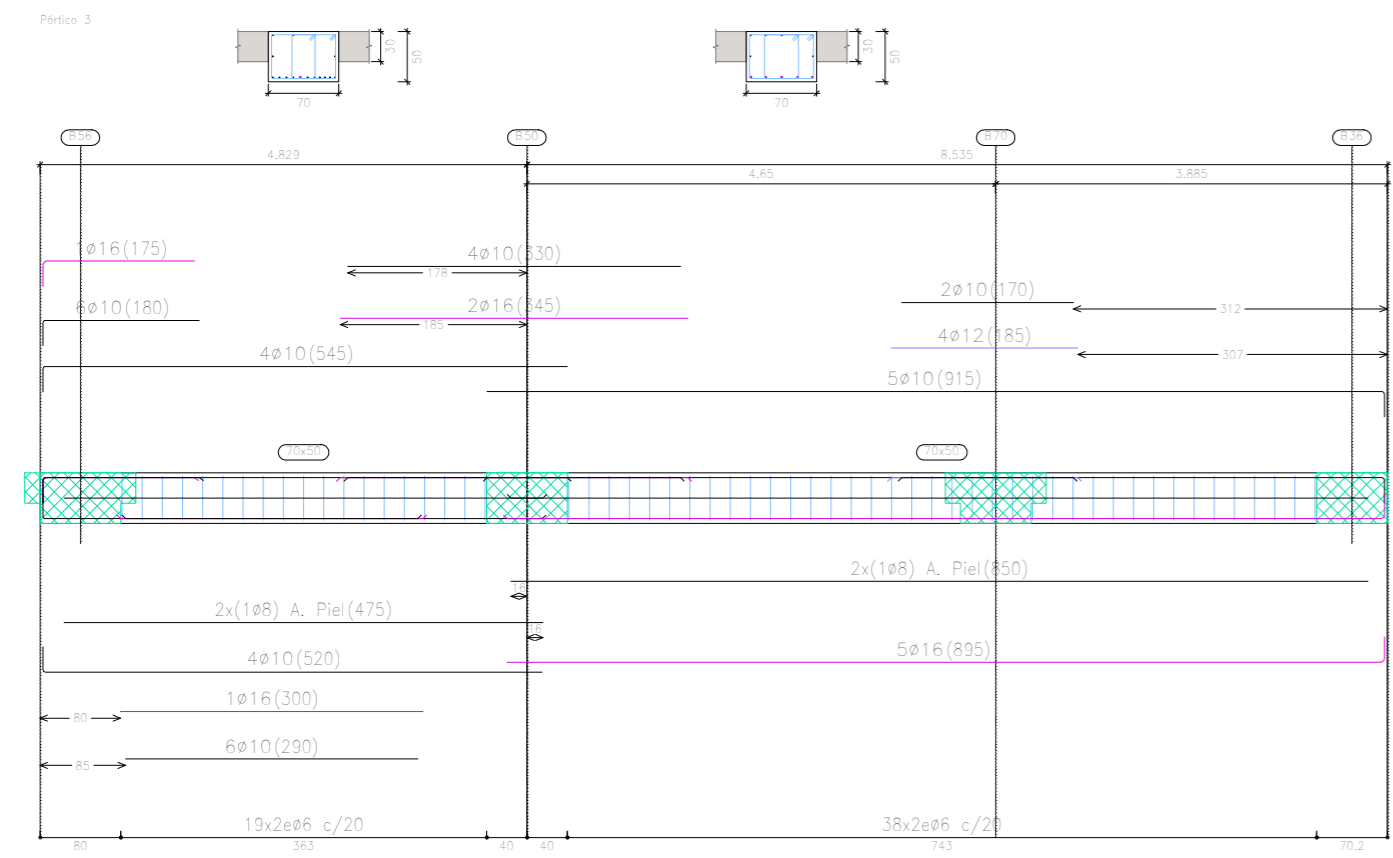 Pórtico 3
30
50
70
30
50
70
B56
B50
B70
B36
4.829
8.535
4.65
3.885
1ø16(175)
4ø10(330)
178
2ø10(170)
6ø10(180)
2ø16(345)
312
185
4ø12(185)
4ø10(545)
307
5ø10(915)
70x50
70x50
2x(1ø8) A. Piel(850)
16
2x(1ø8) A. Piel(475)
16
4ø10(520)
5ø16(895)
1ø16(300)
80
6ø10(290)
85
19x2eø6 c/20
38x2eø6 c/20
80
363
40
40
743
70.2